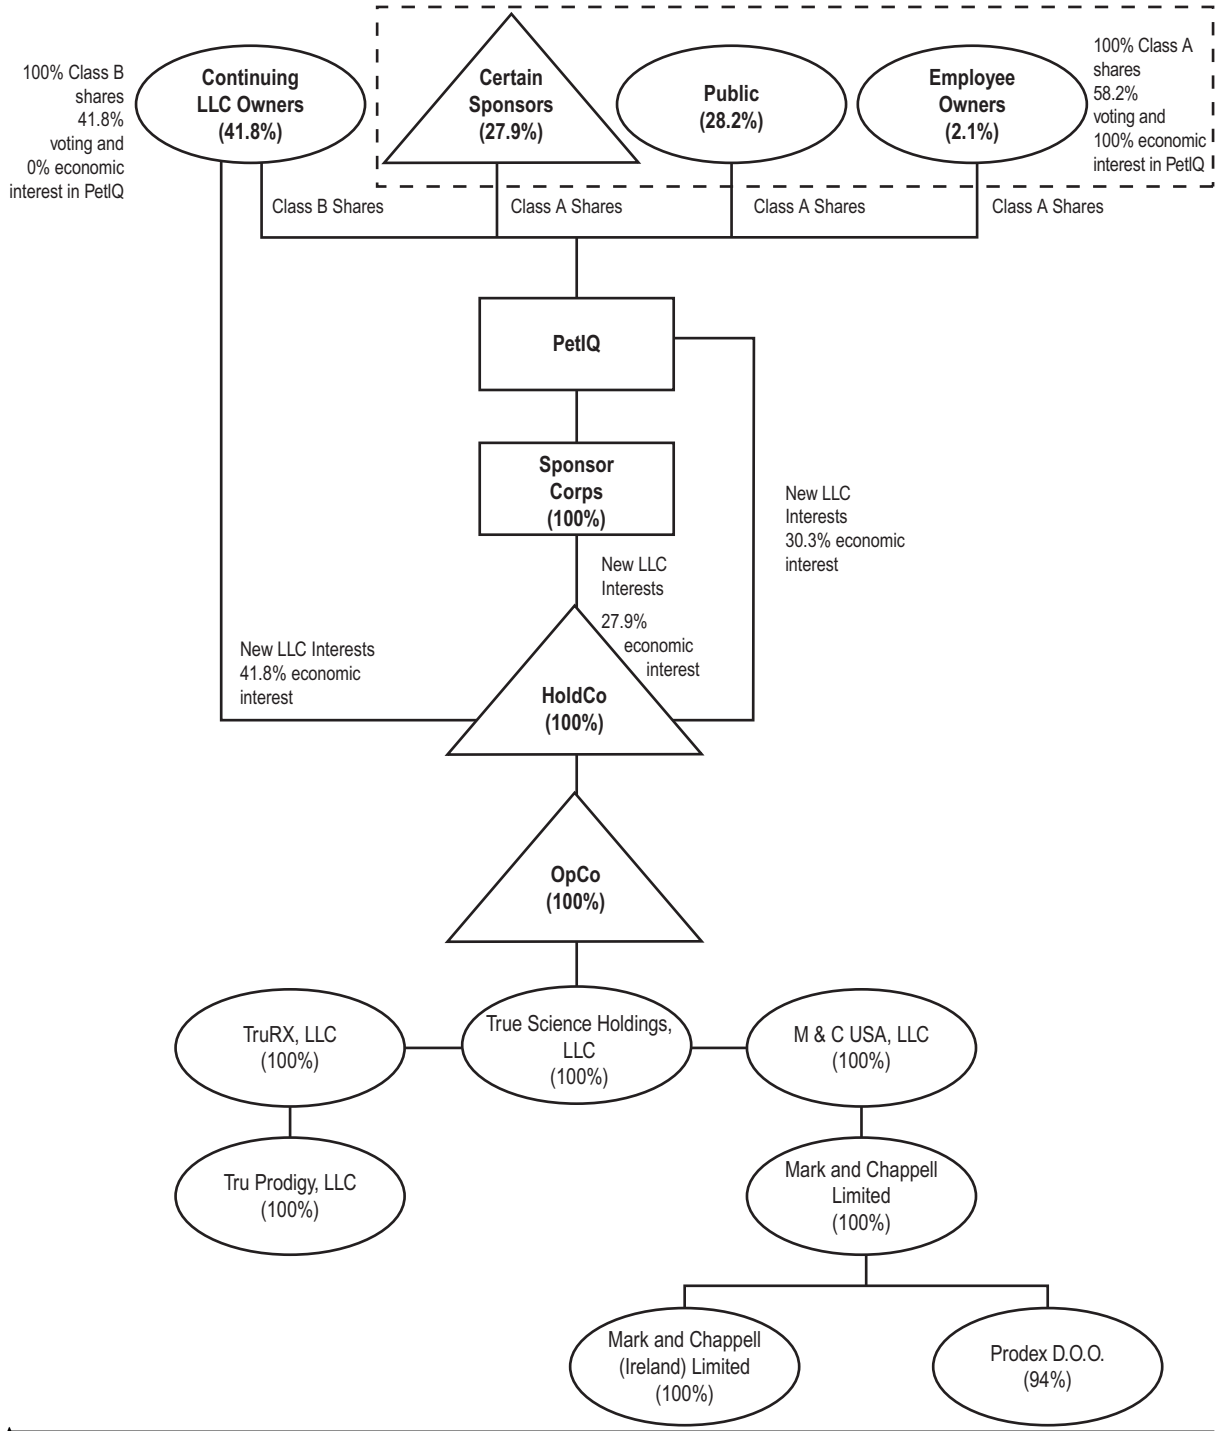 100% Class B
shares
41.8%
voting and
0% economic
interest in PetIQ
Continuing
LLC Owners
(41.8%)
Certain
Sponsors
(27.9%)
Public
(28.2%)
Employee
Owners
(2.1%)
100% Class A
shares
58.2%
voting and
100% economic
interest in PetIQ
Class B Shares
Class A Shares
Class A Shares
Class A Shares
PetIQ
Sponsor
Corps
(100%)
New LLC
Interests
30.3% economic
interest
New LLC
Interests
27.9%
economic
interest
New LLC Interests
41.8% economic
interest
HoldCo
(100%)
OpCo
(100%)
TruRX, LLC
(100%)
True Science Holdings,
LLC
(100%)
M & C USA, LLC
(100%)
Tru Prodigy, LLC
(100%)
Mark and Chappell
Limited
(100%)
Mark and Chappell
(Ireland) Limited
(100%)
Prodex D.O.O.
(94%)